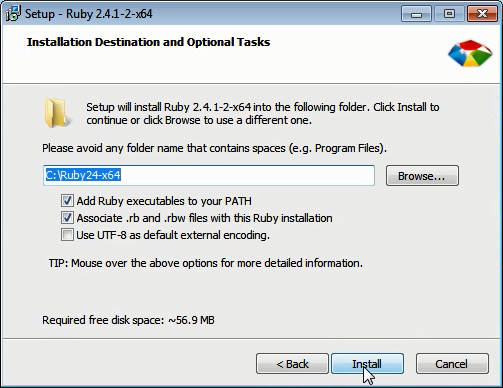 Setup - Ruby 2.4.1-2-x64
Installation Destination and Optional Tasks
Setup will install Ruby 2.4.1-2-x64 into the following folder. Click Install to
continue or click Browse to use a different one.
Please avoid any folder name that contains spaces (e.g. Program Files).
C:\Ruby24-x64
Browse...
Add Ruby executables to your PATH
Associate .rb and .rbw files with this Ruby installation
Use UTF-8 as default external encoding.
TIP: Mouse over the above options for more detailed information.
Required free disk space: ~56.9 MB
< Back Install Cancel